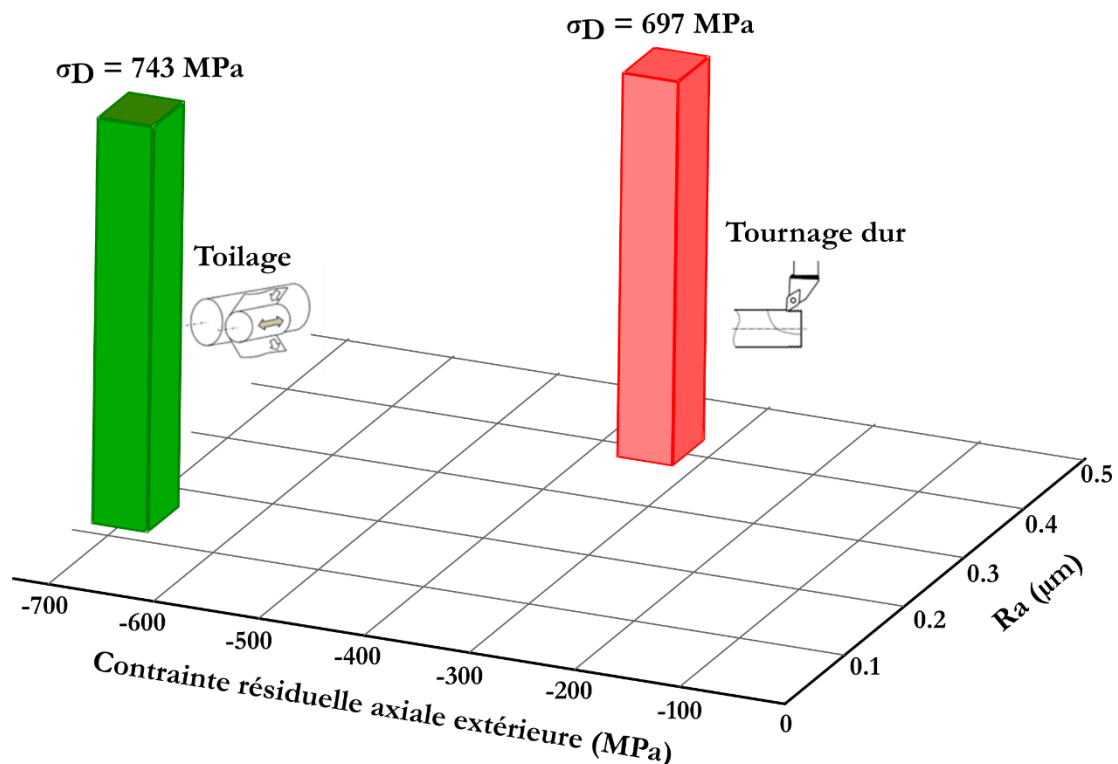 σD = 697 MPa
σD = 743 MPa
Tournage dur
Toilage
0.5
0.4
0.3
0.2
0.1
Ra (µm)
-700
-600
-500
-400
-300
-200
-100
0
Contrainte résiduelle axiale extérieure (MPa)